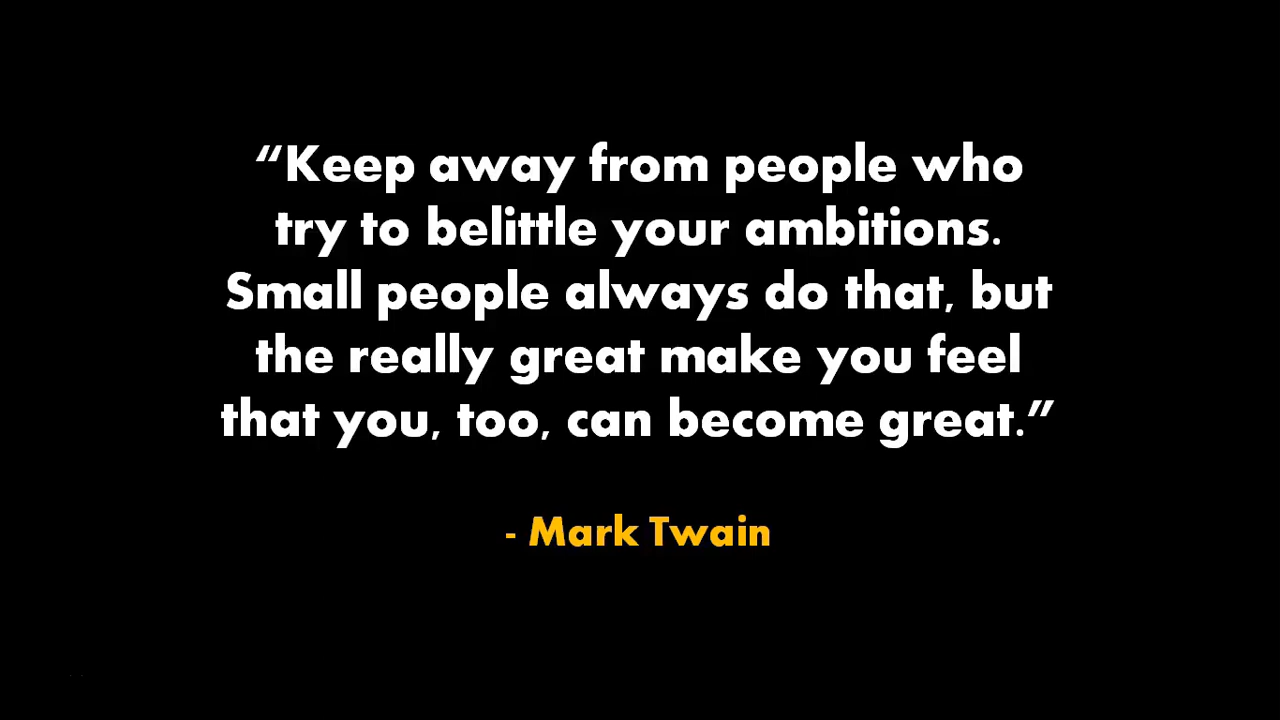 “Keep away from people who
try to belittle your ambitions.
Small people always do that, but
the really great make you feel
that you, too, can become great.”
- Mark Twain